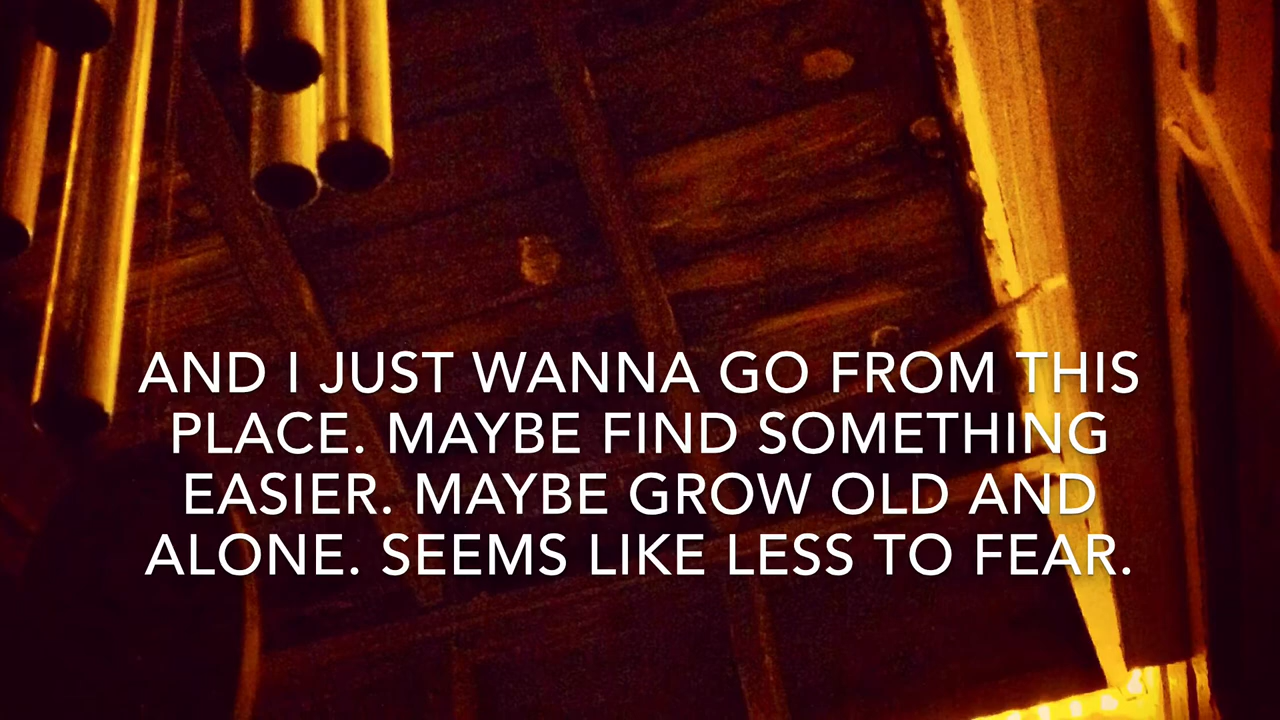 AND I JUST WANNA GO FROM THIS
PLACE. MAYBE FIND SOMETHING
EASIER. MAYBE GROW OLD AND
ALONE. SEEMS LIKE LESS TO FEAR.